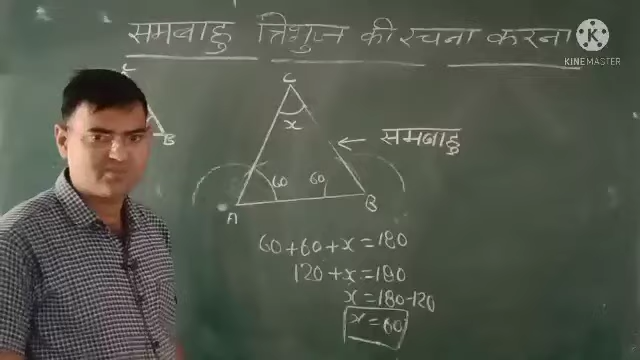 समबाहु त्रिभुज की रचना करना
K
KINEMASTER
C
B
C
x
← समबाहु
60
60
A
B
60+60+x=180
120+x=180
x=180-120
x=60